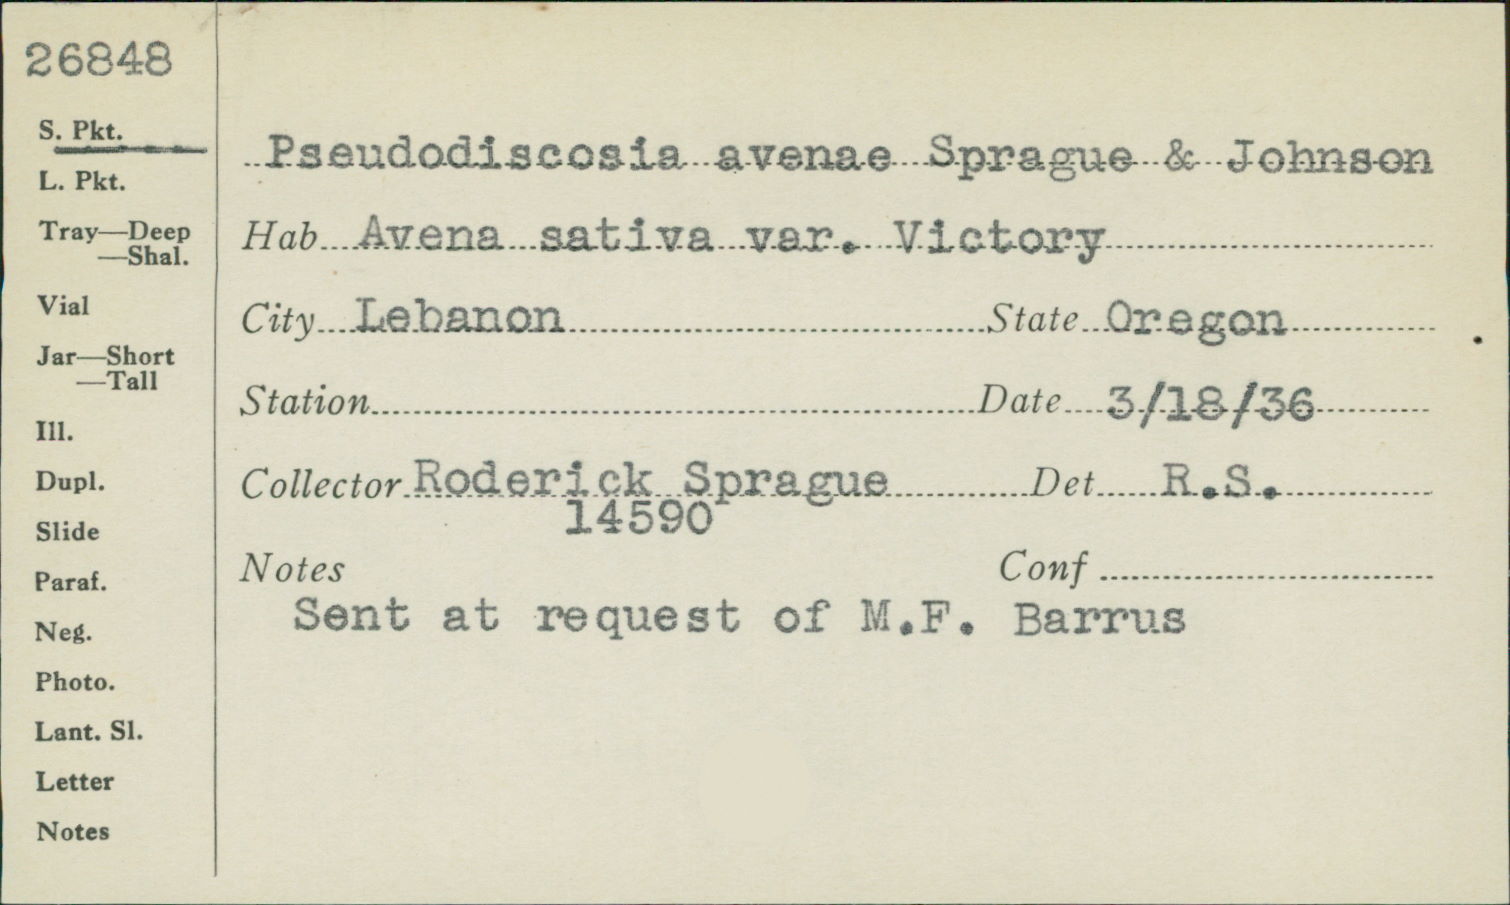 26848
S. Pkt.
L. Pkt.
Tray—Deep
—Shal.
Vial
Jar—Short
—Tall
Ill.
Dupl.
Slide
Paraf.
Neg.
Photo.
Lant. Sl.
Letter
Notes
Pseudodiscosia avenae Sprague & Johnson
Hab Avena sativa var. Victory
City Lebanon State Oregon
Station Date 3/18/36
Collector Roderick Sprague Det R.S.
14590
Notes Conf
Sent at request of M.F. Barrus